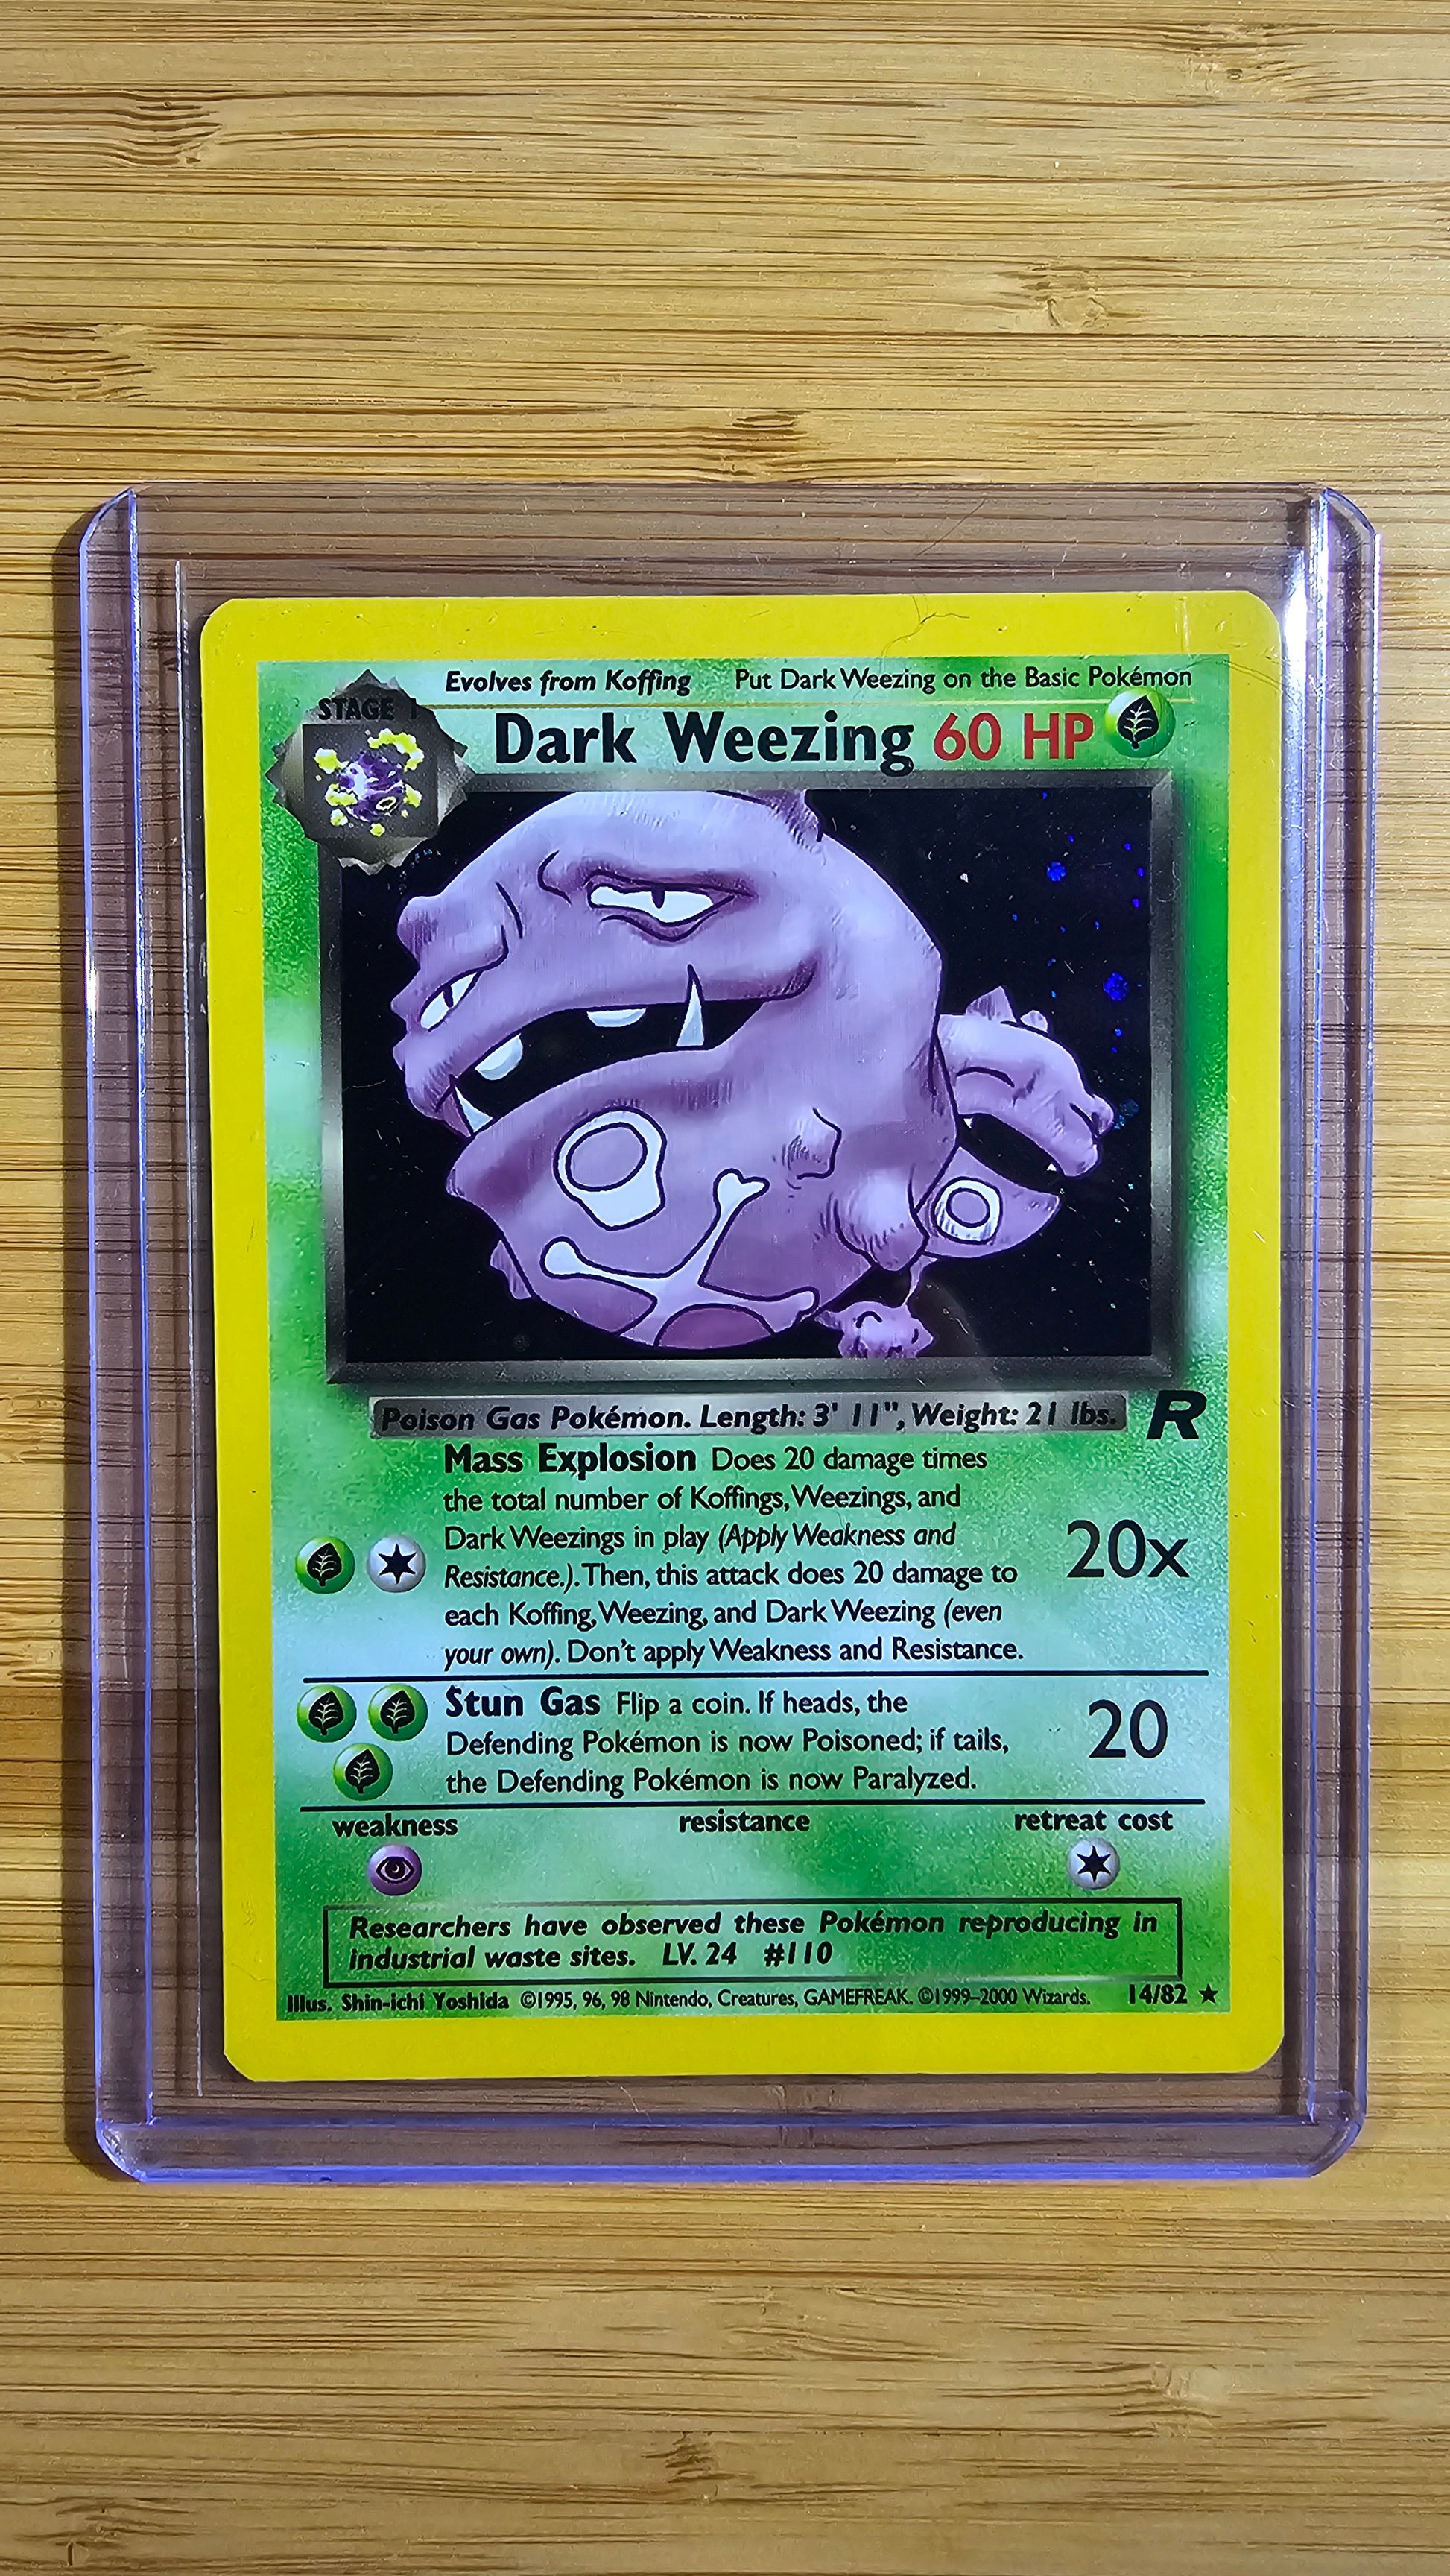 Evolves from Koffing Put Dark Weezing on the Basic Pokémon
STAGE 1
Dark Weezing 60 HP
Poison Gas Pokémon. Length: 3' 11", Weight: 21 lbs.
R
Mass Explosion Does 20 damage times
the total number of Koffings, Weezings, and
Dark Weezings in play (Apply Weakness and
Resistance.). Then, this attack does 20 damage to
each Koffing, Weezing, and Dark Weezing (even
your own). Don't apply Weakness and Resistance.
20x
Stun Gas Flip a coin. If heads, the
Defending Pokémon is now Poisoned; if tails,
the Defending Pokémon is now Paralyzed.
20
weakness resistance retreat cost
Researchers have observed these Pokémon reproducing in
industrial waste sites. LV. 24 #110
Illus. Shin-ichi Yoshida ©1995, 96, 98 Nintendo, Creatures, GAMEFREAK. ©1999–2000 Wizards. 14/82 ★